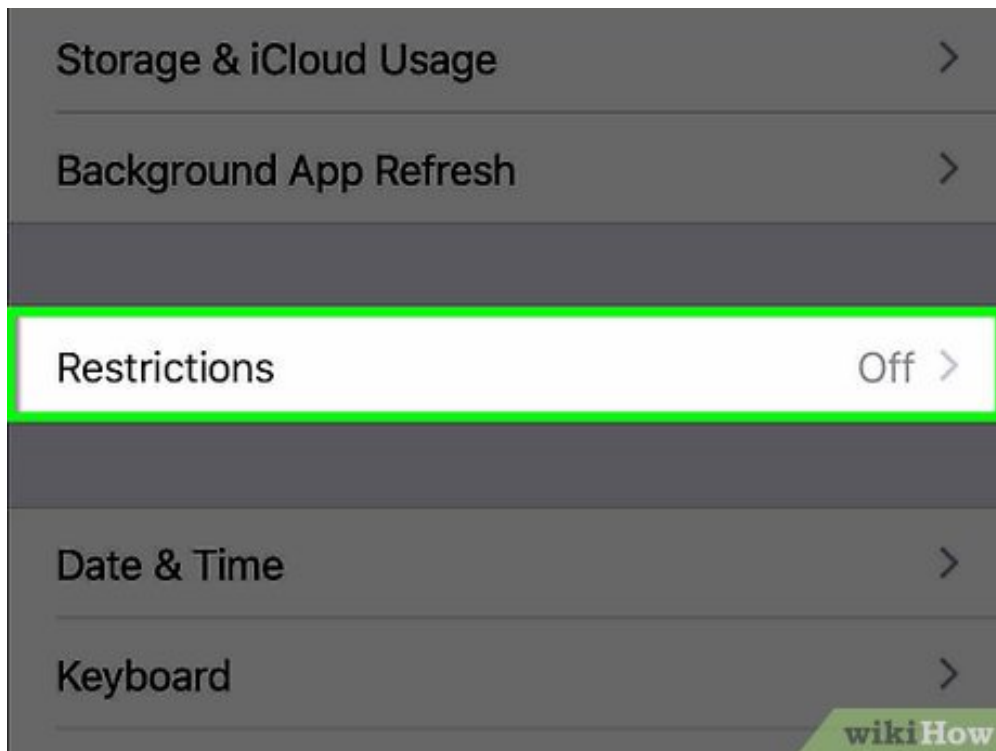 Storage & iCloud Usage
Background App Refresh
Restrictions Off
Date & Time
Keyboard
wikiHow